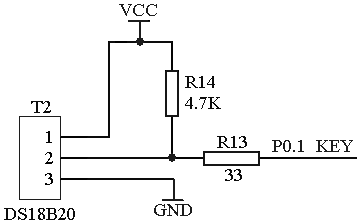 VCC
R14
4.7K
T2
1
2
3
R13
33
P0.1 KEY
GND
DS18B20